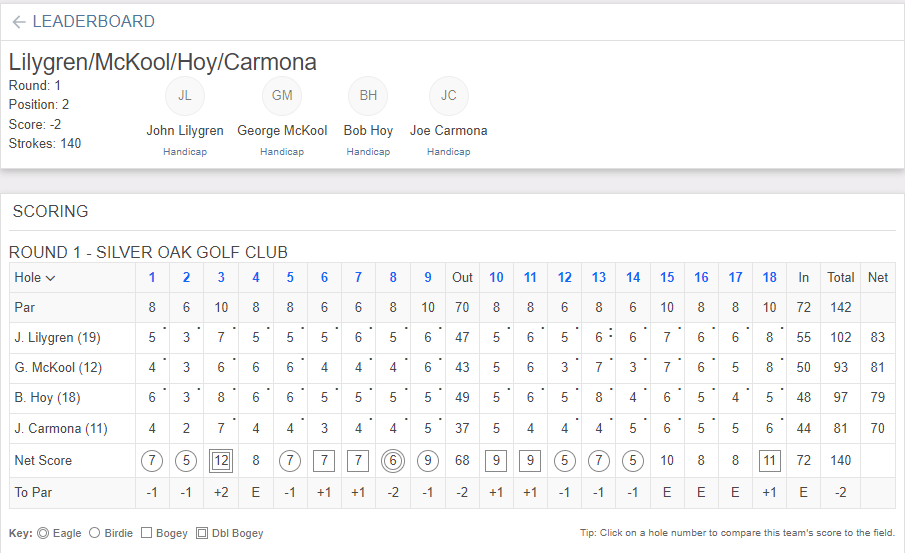 ← LEADERBOARD
Lilygren/McKool/Hoy/Carmona
Round: 1
Position: 2
Score: -2
Strokes: 140
JL GM BH JC
John Lilygren George McKool Bob Hoy Joe Carmona
Handicap Handicap Handicap Handicap
SCORING
ROUND 1 - SILVER OAK GOLF CLUB
Hole 1 2 3 4 5 6 7 8 9 Out 10 11 12 13 14 15 16 17 18 In Total Net
Par 8 6 10 8 8 6 6 8 10 70 8 8 6 8 6 10 8 8 10 72 142
J. Lilygren (19) 5 3 7 5 5 5 6 5 6 47 5 6 5 6 6 7 6 6 8 55 102 83
G. McKool (12) 4 3 6 6 6 4 4 4 6 43 5 6 3 7 3 7 6 5 8 50 93 81
B. Hoy (18) 6 3 8 6 6 5 5 5 5 49 5 6 5 8 4 6 5 4 5 48 97 79
J. Carmona (11) 4 2 7 4 4 3 4 4 5 37 5 4 4 4 5 6 5 5 6 44 81 70
Net Score 7 5 12 8 7 7 7 6 9 68 9 9 5 7 5 10 8 8 11 72 140
To Par -1 -1 +2 E -1 +1 +1 -2 -1 -2 +1 +1 -1 -1 -1 E E E +1 E -2
Key: Eagle Birdie Bogey Dbl Bogey
Tip: Click on a hole number to compare this team's score to the field.